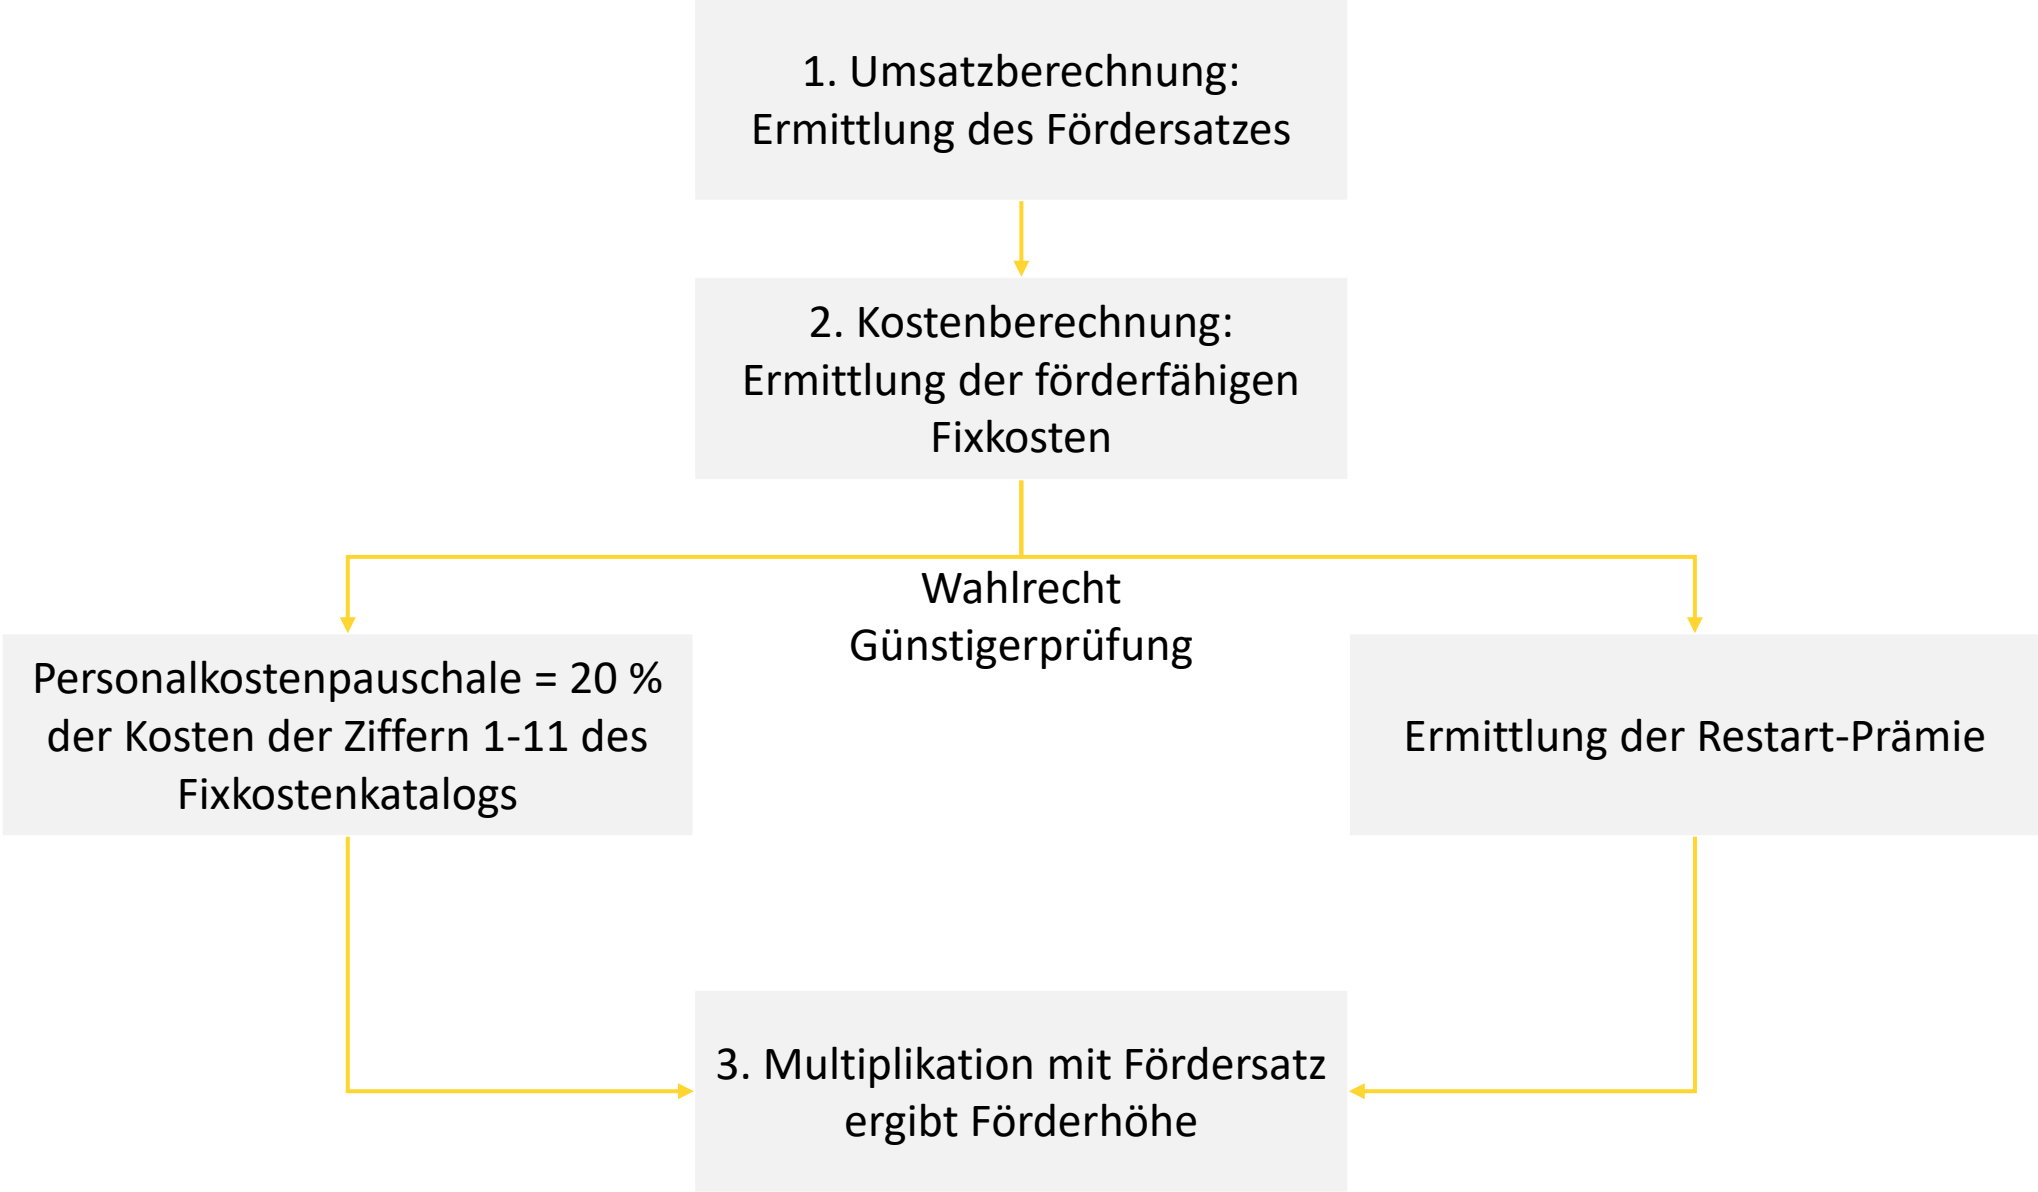 1. Umsatzberechnung:
Ermittlung des Fördersatzes
2. Kostenberechnung:
Ermittlung der förderfähigen
Fixkosten
Wahlrecht
Günstigerprüfung
Personalkostenpauschale = 20 %
der Kosten der Ziffern 1-11 des
Fixkostenkatalogs
Ermittlung der Restart-Prämie
3. Multiplikation mit Fördersatz
ergibt Förderhöhe